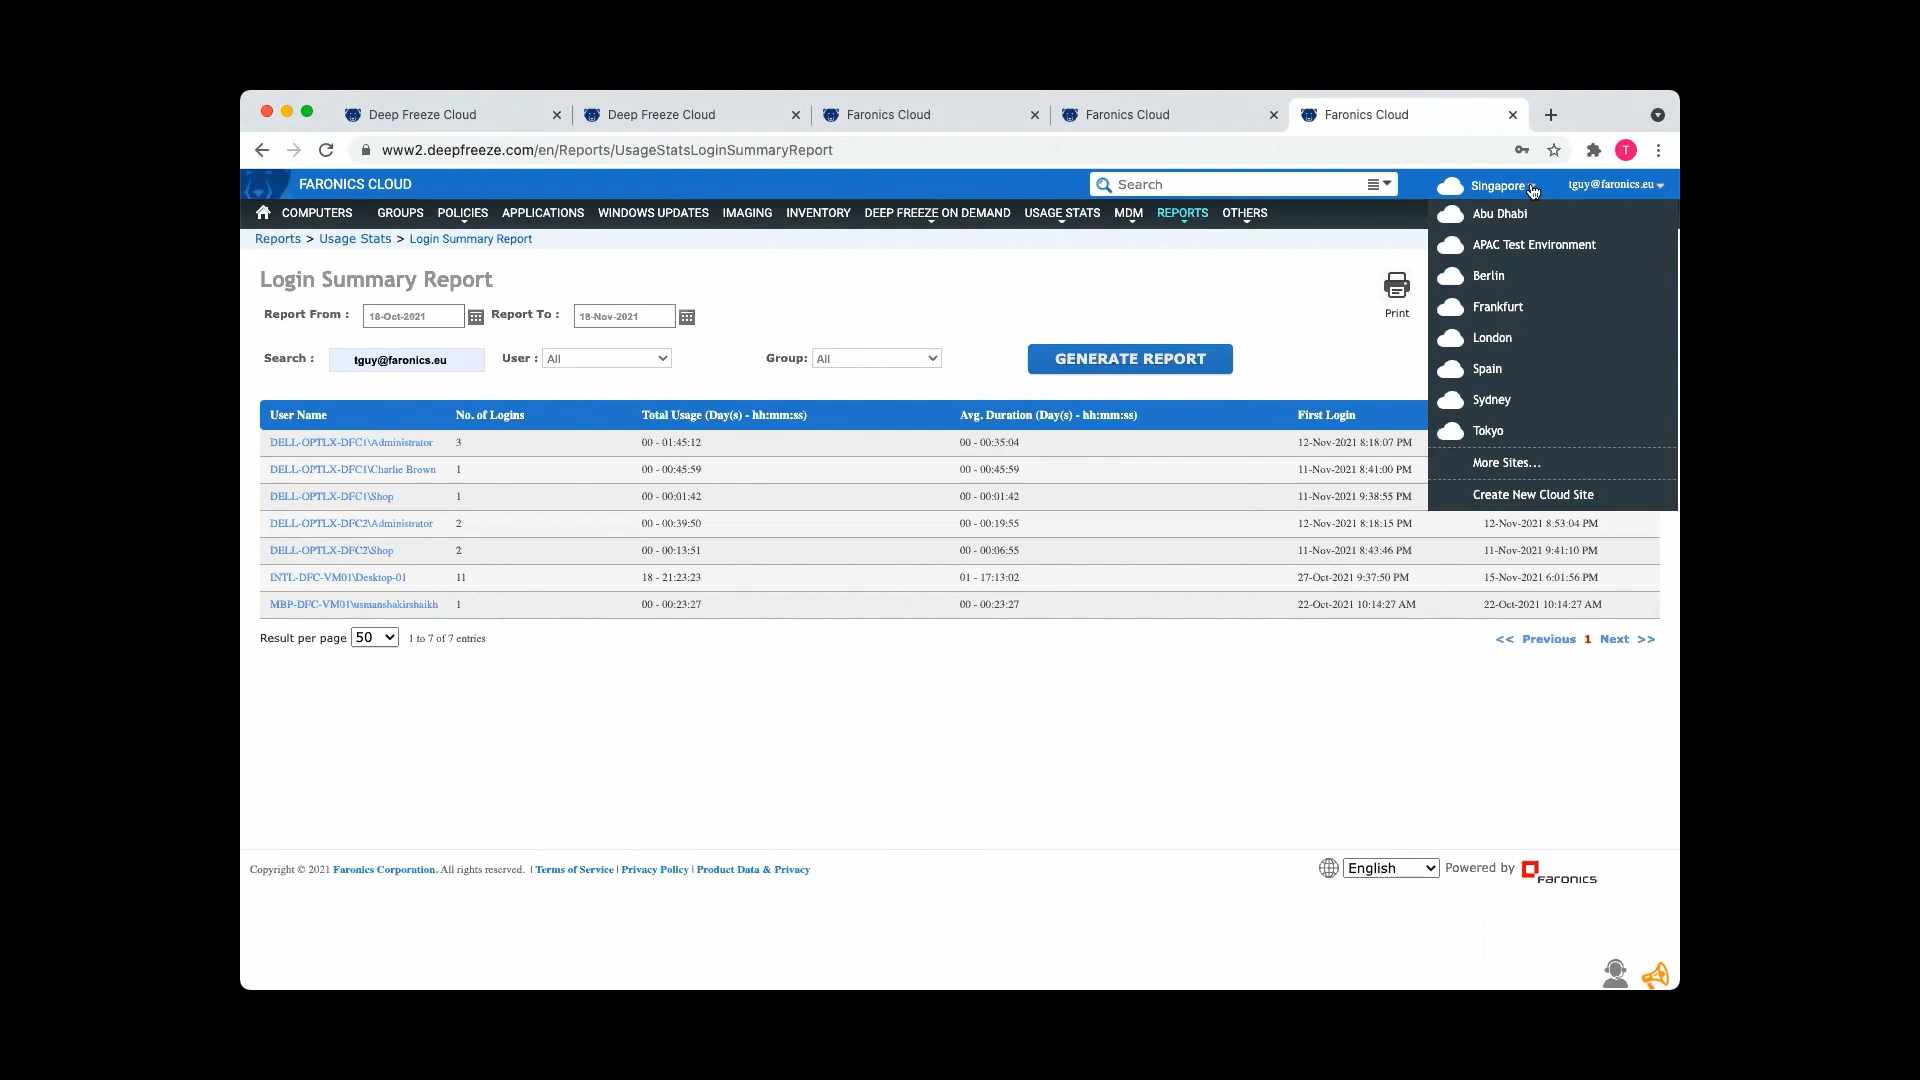 Deep Freeze Cloud
Deep Freeze Cloud
Faronics Cloud
Faronics Cloud
Faronics Cloud
www2.deepfreeze.com/en/Reports/UsageStatsLoginSummaryReport
T
FARONICS CLOUD
Search
Singapore
tguy@faronics.eu
COMPUTERS GROUPS POLICIES APPLICATIONS WINDOWS UPDATES IMAGING INVENTORY DEEP FREEZE ON DEMAND USAGE STATS MDM REPORTS OTHERS
Abu Dhabi
APAC Test Environment
Berlin
Frankfurt
London
Spain
Sydney
Tokyo
More Sites...
Create New Cloud Site
Reports > Usage Stats > Login Summary Report
Login Summary Report
Print
Report From : 18-Oct-2021 Report To : 18-Nov-2021
Search : tguy@faronics.eu User : All Group: All GENERATE REPORT
User Name No. of Logins Total Usage (Day(s) - hh:mm:ss) Avg. Duration (Day(s) - hh:mm:ss) First Login
DELL-OPTLX-DFC1\Administrator 3 00 - 01:45:12 00 - 00:35:04 12-Nov-2021 8:18:07 PM
DELL-OPTLX-DFC1\Charlie Brown 1 00 - 00:45:59 00 - 00:45:59 11-Nov-2021 8:41:00 PM
DELL-OPTLX-DFC1\Shop 1 00 - 00:01:42 00 - 00:01:42 11-Nov-2021 9:38:55 PM
DELL-OPTLX-DFC2\Administrator 2 00 - 00:39:50 00 - 00:19:55 12-Nov-2021 8:18:15 PM 12-Nov-2021 8:53:04 PM
DELL-OPTLX-DFC2\Shop 2 00 - 00:13:51 00 - 00:06:55 11-Nov-2021 8:43:46 PM 11-Nov-2021 9:41:10 PM
INTL-DFC-VM01\Desktop-01 11 18 - 21:23:23 01 - 17:13:02 27-Oct-2021 9:37:50 PM 15-Nov-2021 6:01:56 PM
MBP-DFC-VM01\usmanshakirshaikh 1 00 - 00:23:27 00 - 00:23:27 22-Oct-2021 10:14:27 AM 22-Oct-2021 10:14:27 AM
Result per page 50 1 to 7 of 7 entries << Previous 1 Next >>
Copyright © 2021 Faronics Corporation. All rights reserved. | Terms of Service | Privacy Policy | Product Data & Privacy
English Powered by Faronics